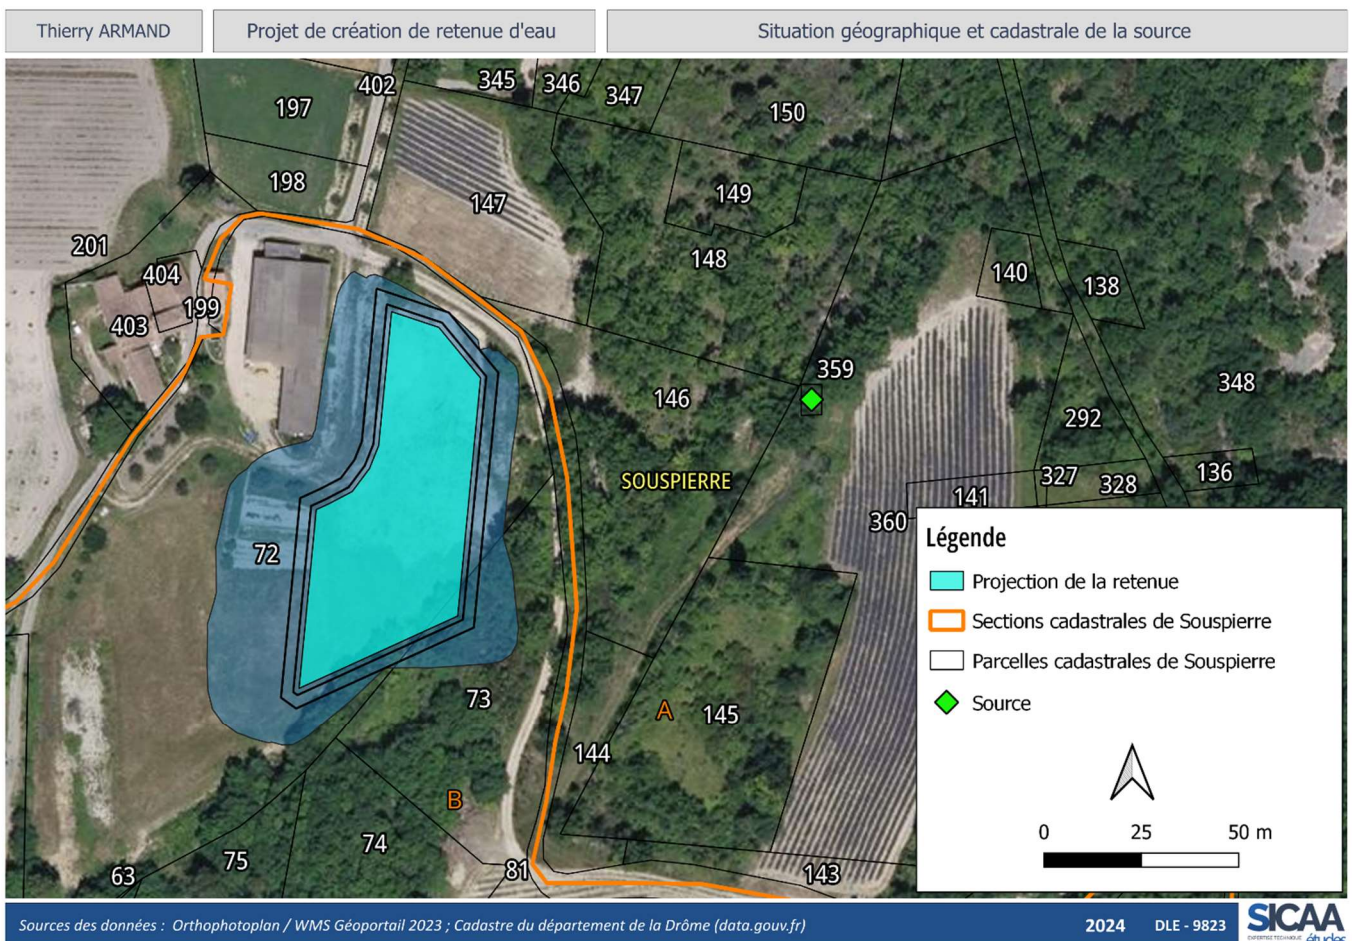 Thierry ARMAND
Projet de création de retenue d'eau
Situation géographique et cadastrale de la source
402
345
346
347
197
150
198
149
147
201
148
404
140
138
199
403
359
146
348
292
SOUSPIERRE
327
328
136
141
360
72
73
A
145
144
B
74
75
63
81
143
Légende
Projection de la retenue
Sections cadastrales de Souspierre
Parcelles cadastrales de Souspierre
Source
0 25 50 m
Sources des données : Orthophotoplan / WMS Géoportail 2023 ; Cadastre du département de la Drôme (data.gouv.fr)
2024
DLE - 9823
SICAA
EXPERTISE TECHNIQUE
études